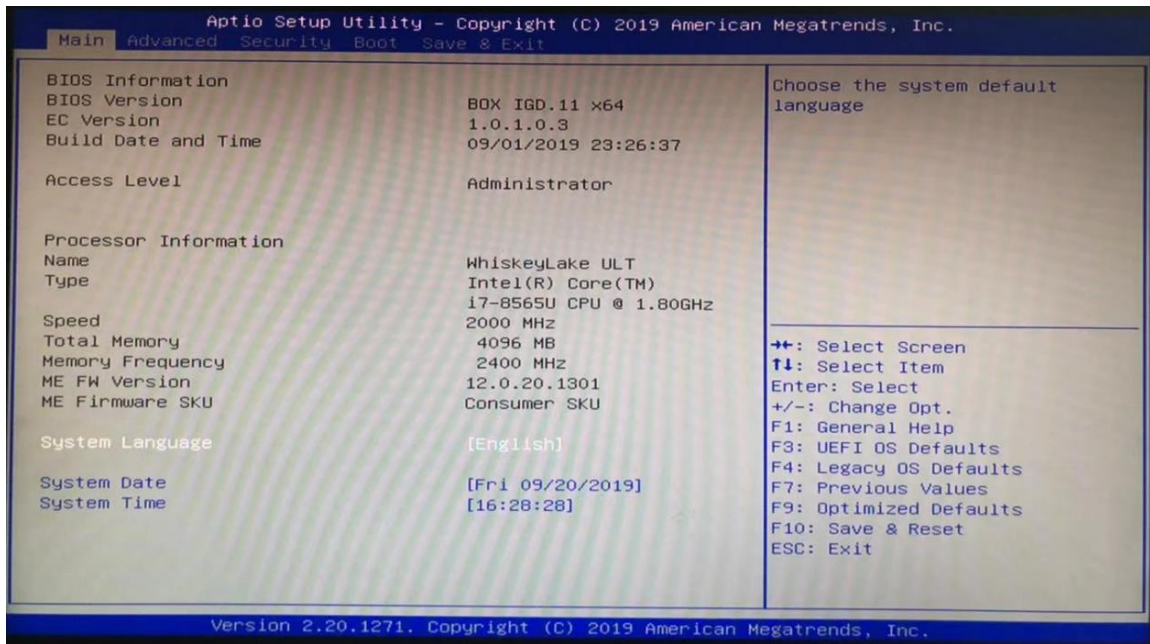 Aptio Setup Utility – Copyright (C) 2019 American Megatrends, Inc.
Main Advanced Security Boot Save & Exit
BIOS Information
BIOS Version BOX IGD.11 x64
EC Version 1.0.1.0.3
Build Date and Time 09/01/2019 23:26:37
Access Level Administrator
Processor Information
Name WhiskeyLake ULT
Type Intel(R) Core(TM)
i7-8565U CPU @ 1.80GHz
Speed 2000 MHz
Total Memory 4096 MB
Memory Frequency 2400 MHz
ME FW Version 12.0.20.1301
ME Firmware SKU Consumer SKU
System Language [English]
System Date [Fri 09/20/2019]
System Time [16:28:28]
Choose the system default
language
→←: Select Screen
↑↓: Select Item
Enter: Select
+/-: Change Opt.
F1: General Help
F3: UEFI OS Defaults
F4: Legacy OS Defaults
F7: Previous Values
F9: Optimized Defaults
F10: Save & Reset
ESC: Exit
Version 2.20.1271. Copyright (C) 2019 American Megatrends, Inc.